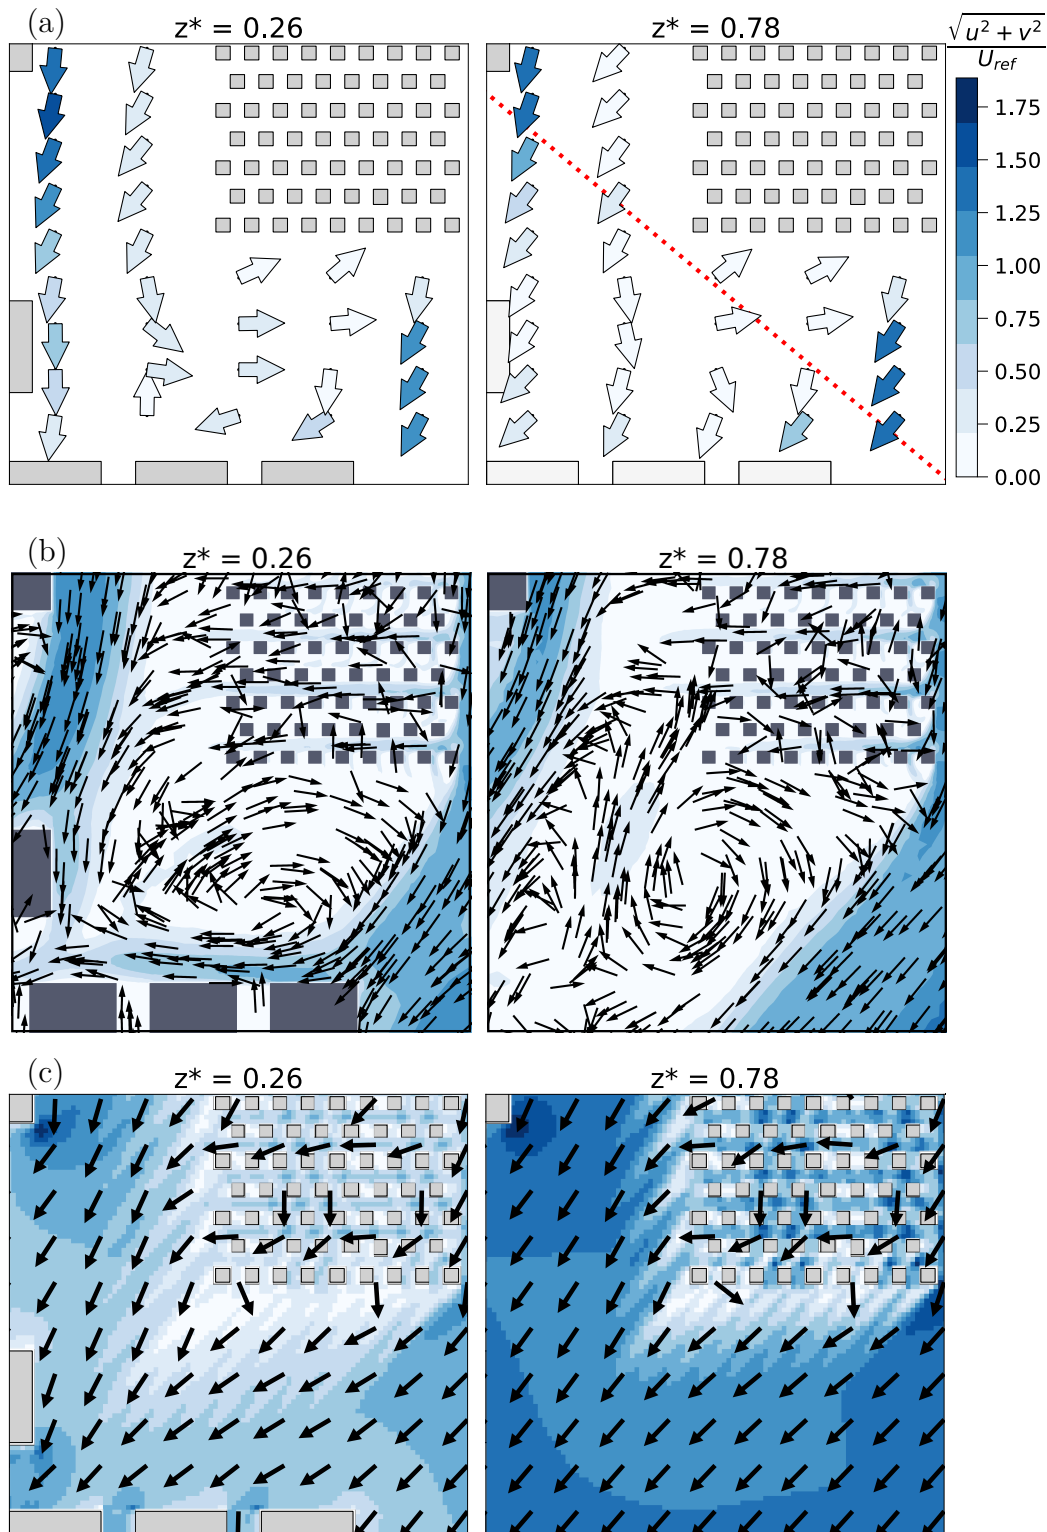 (a)
z* = 0.26
z* = 0.78
√u² + v²
U_ref
1.75
1.50
1.25
1.00
0.75
0.50
0.25
0.00
(b)
z* = 0.26
z* = 0.78
(c)
z* = 0.26
z* = 0.78